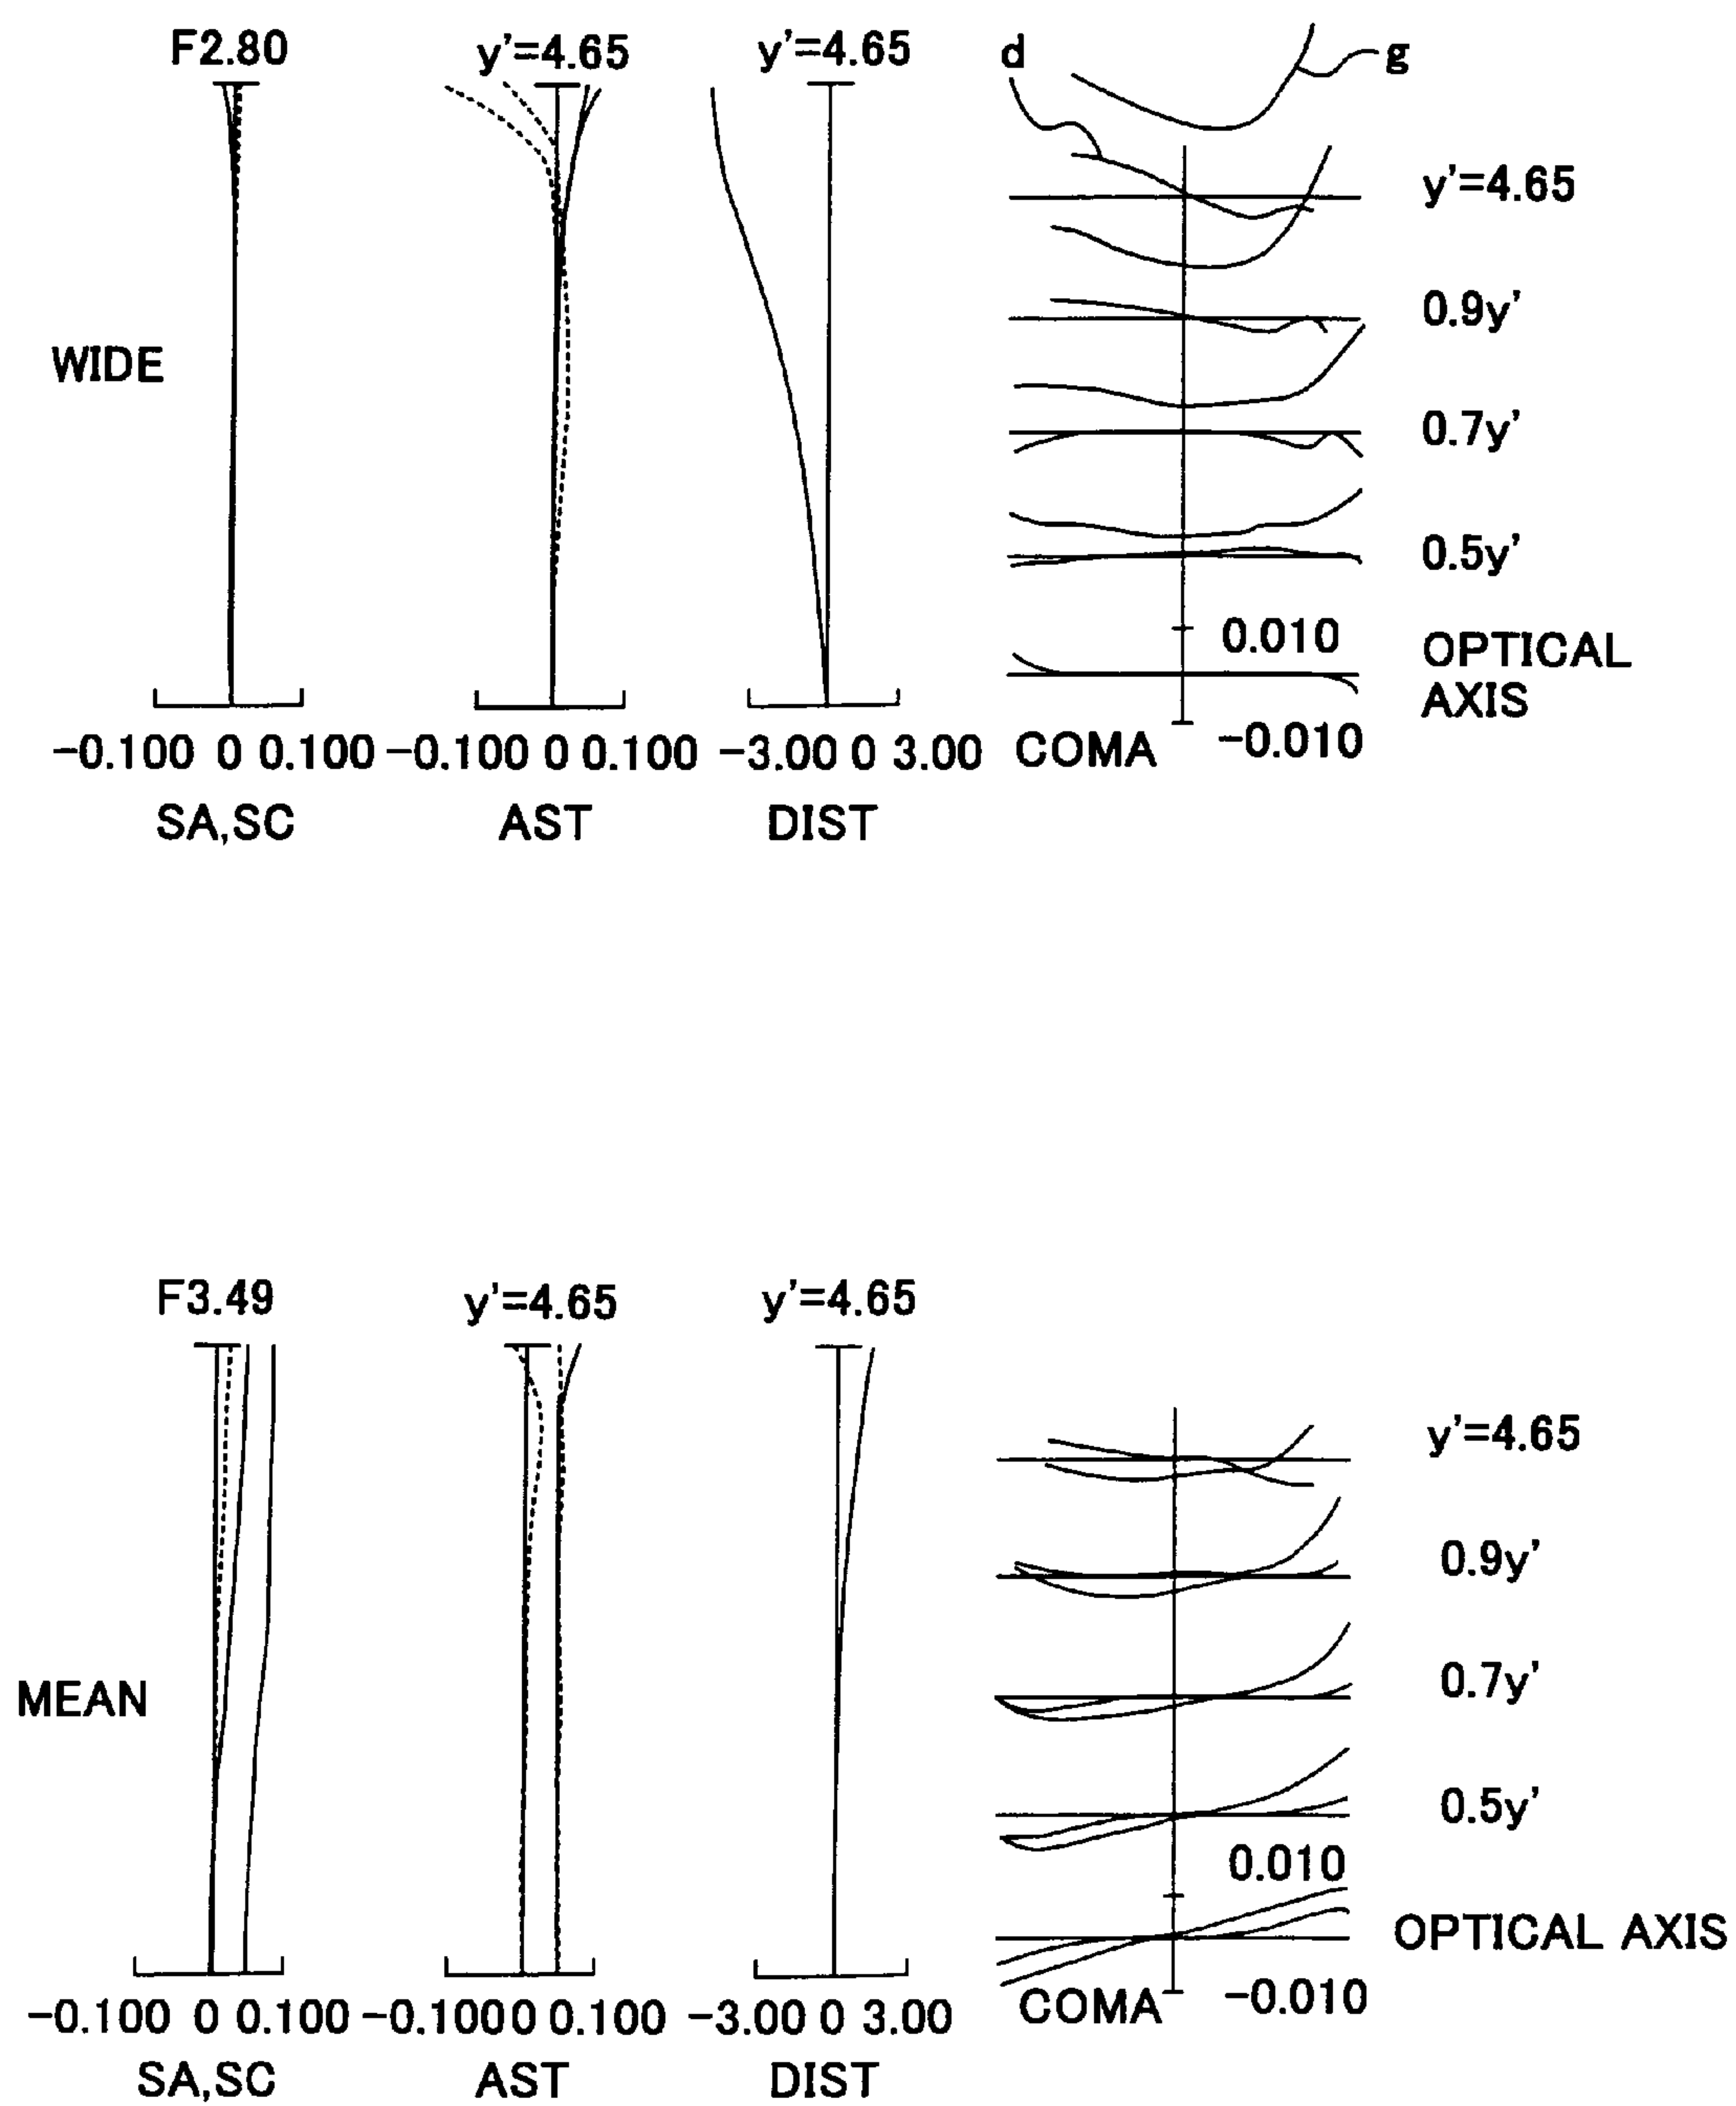 F2.80 y'=4.65 y'=4.65 d g
y'=4.65
0.9y'
WIDE
0.7y'
0.5y'
0.010 OPTICAL
AXIS
-0.100 0 0.100 -0.100 0 0.100 -3.00 0 3.00 COMA -0.010
SA,SC AST DIST
F3.49 y'=4.65 y'=4.65
y'=4.65
0.9y'
MEAN 0.7y'
0.5y'
0.010
OPTICAL AXIS
-0.100 0 0.100 -0.100 0 0.100 -3.00 0 3.00 COMA -0.010
SA,SC AST DIST